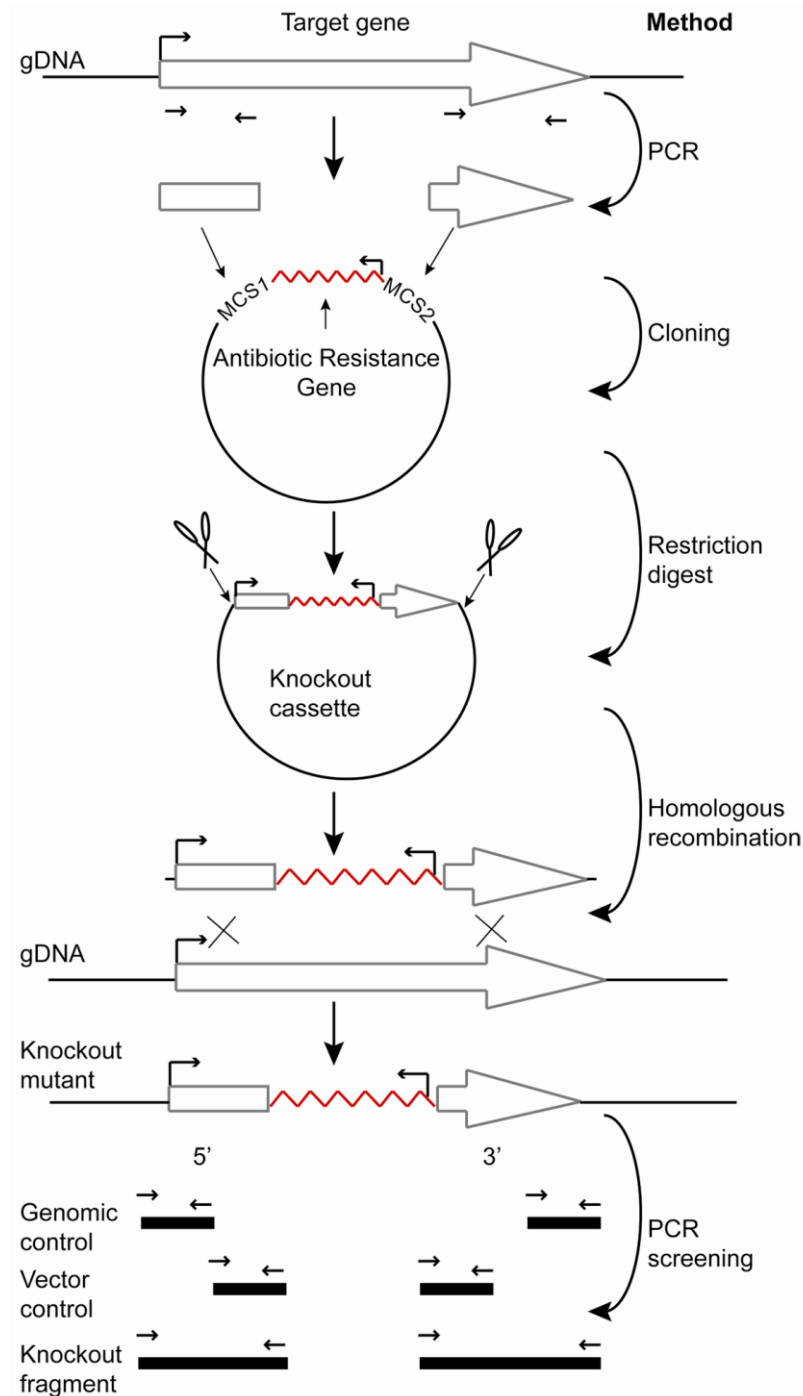 Target gene
Method
gDNA
PCR
MCS1
MCS2
Cloning
Antibiotic Resistance
Gene
Restriction
digest
Knockout
cassette
Homologous
recombination
gDNA
Knockout
mutant
5’
3’
Genomic
control
PCR
screening
Vector
control
Knockout
fragment